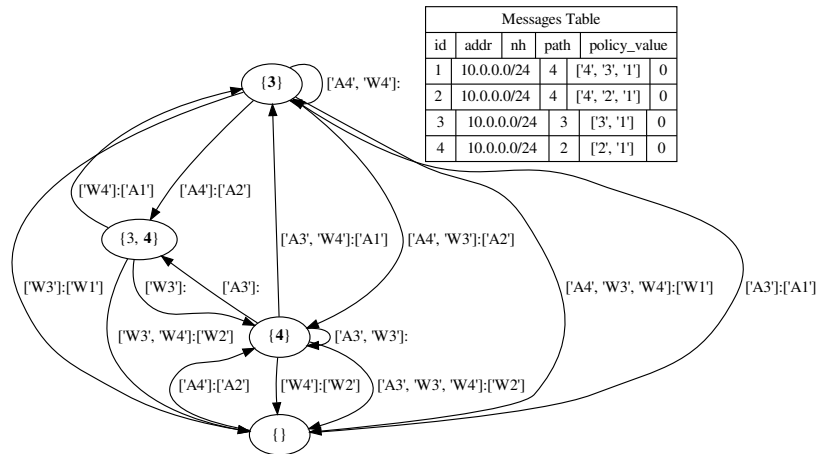 Messages Table
id addr nh path policy_value
1 10.0.0.0/24 4 ['4', '3', '1'] 0
2 10.0.0.0/24 4 ['4', '2', '1'] 0
3 10.0.0.0/24 3 ['3', '1'] 0
4 10.0.0.0/24 2 ['2', '1'] 0
{3}
['A4', 'W4']:
['W4']:['A1']
['A4']:['A2']
{3, 4}
['A3', 'W4']:['A1']
['A4', 'W3']:['A2']
['W3']:['W1']
['W3']:
['A3']:
['A4', 'W3', 'W4']:['W1']
['A3']:['A1']
['W3', 'W4']:['W2']
{4}
['A3', 'W3']:
['A4']:['A2']
['W4']:['W2']
['A3', 'W3', 'W4']:['W2']
{}